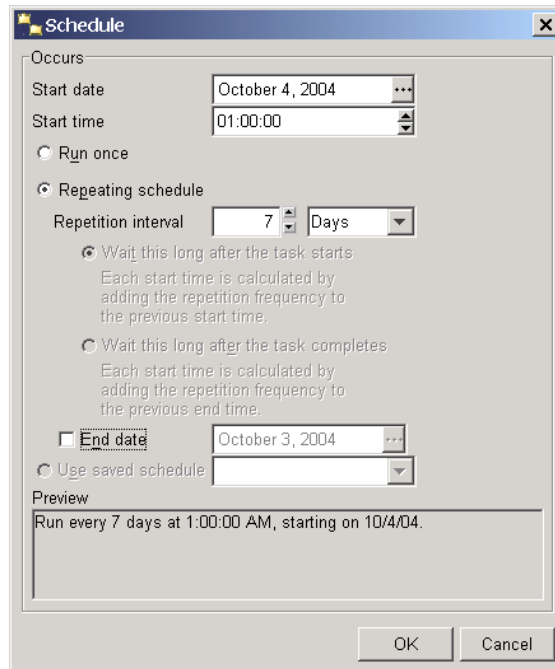 Schedule
Occurs
Start date October 4, 2004 ...
Start time 01:00:00
Run once
Repeating schedule
Repetition interval 7 Days
Wait this long after the task starts
Each start time is calculated by
adding the repetition frequency to
the previous start time.
Wait this long after the task completes
Each start time is calculated by
adding the repetition frequency to
the previous end time.
End date October 3, 2004 ...
Use saved schedule
Preview
Run every 7 days at 1:00:00 AM, starting on 10/4/04.
OK Cancel